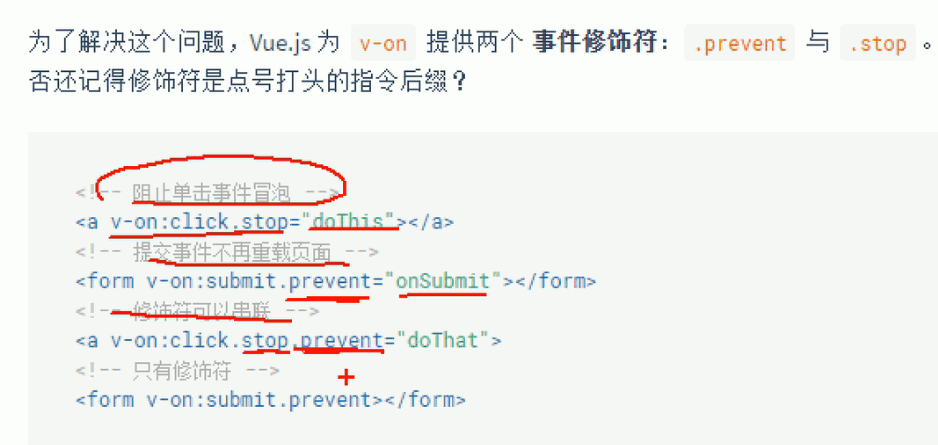 为了解决这个问题，Vue.js 为 v-on 提供两个 事件修饰符： .prevent 与 .stop 。
否还记得修饰符是点号打头的指令后缀？
<!-- 阻止单击事件冒泡 -->
<a v-on:click.stop="doThis"></a>
<!-- 提交事件不再重载页面 -->
<form v-on:submit.prevent="onSubmit"></form>
<!-- 修饰符可以串联 -->
<a v-on:click.stop.prevent="doThat">
<!-- 只有修饰符 -->
<form v-on:submit.prevent></form>